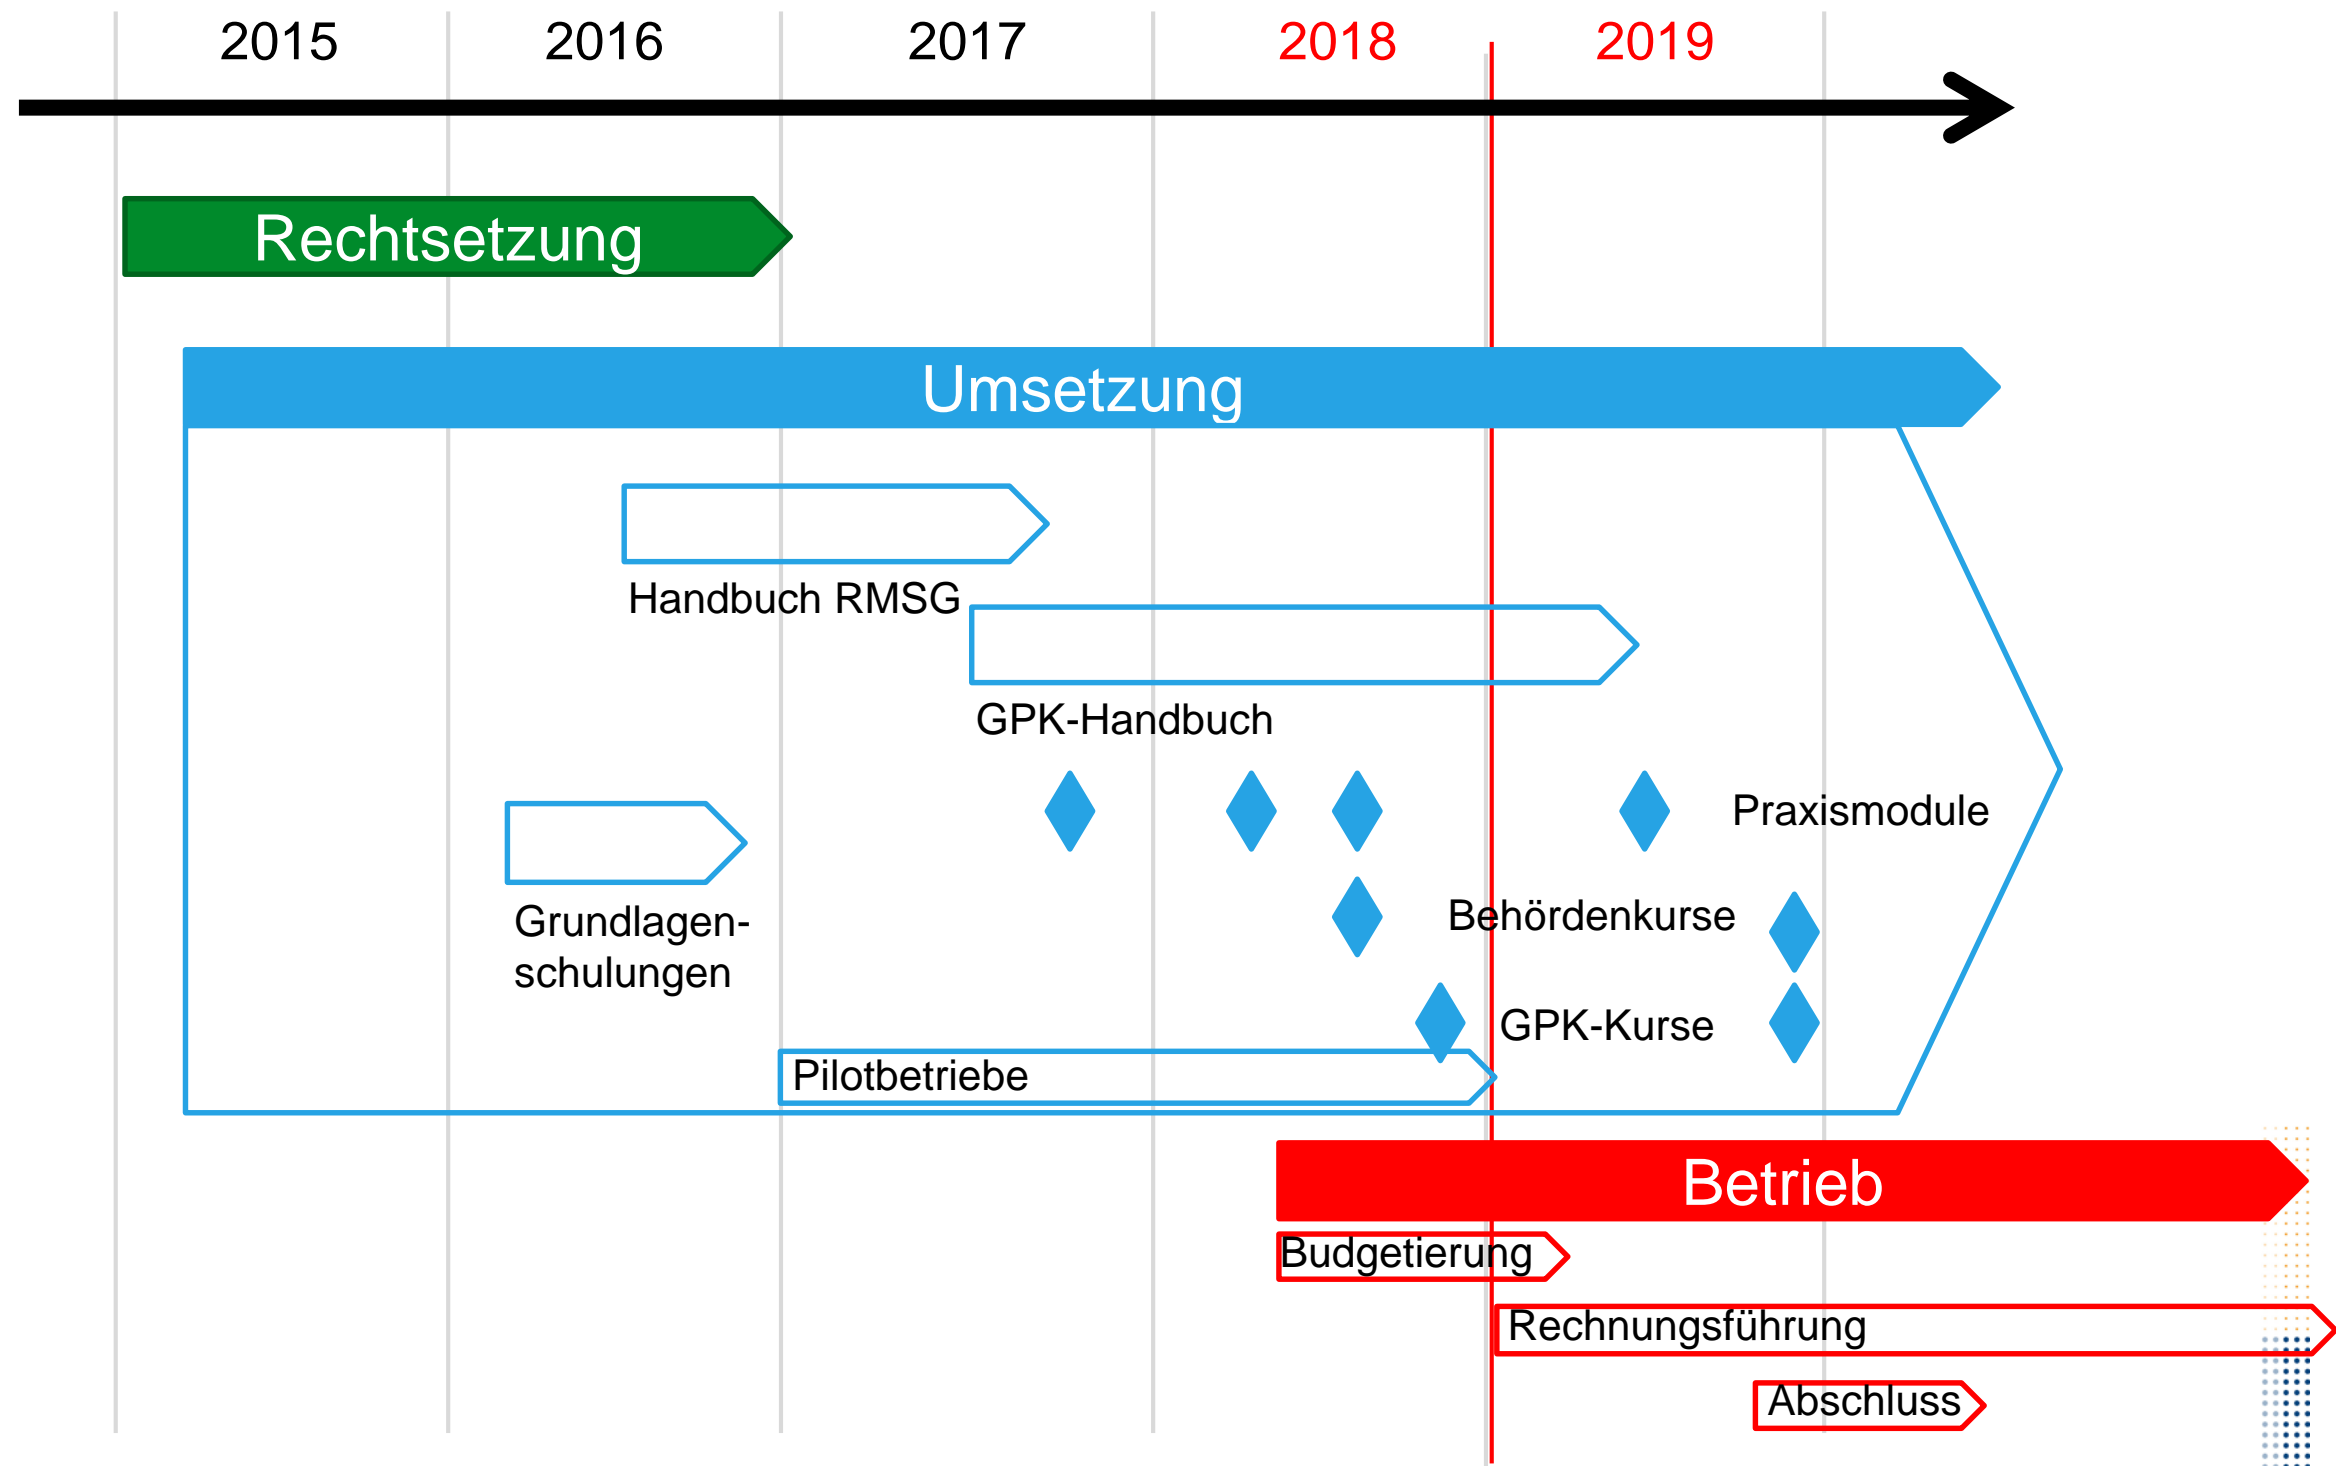 2015 2016 2017 2018 2019
Rechtsetzung
Umsetzung
Handbuch RMSG
GPK-Handbuch
Praxismodule
Grundlagen-
schulungen
Behördenkurse
GPK-Kurse
Pilotbetriebe
Betrieb
Budgetierung
Rechnungsführung
Abschluss